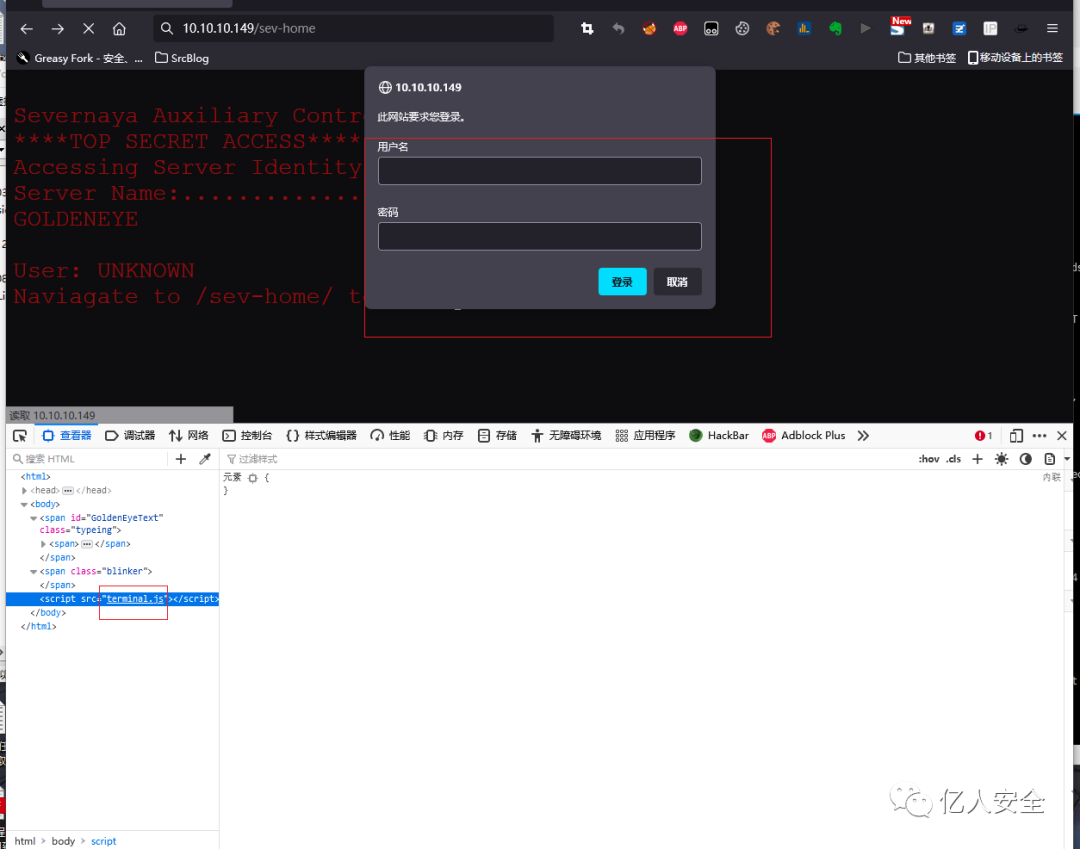 10.10.10.149/sev-home
New
Greasy Fork - 安全、...
SrcBlog
其他书签
移动设备上的书签
Severnaya Auxiliary Contr
****TOP SECRET ACCESS****
Accessing Server Identity
Server Name:.............
GOLDENEYE
User: UNKNOWN
Naviagate to /sev-home/ t
10.10.10.149
此网站要求您登录。
用户名
密码
登录
取消
读取 10.10.10.149
查看器
调试器
网络
控制台
样式编辑器
性能
内存
存储
无障碍环境
应用程序
HackBar
Adblock Plus
1
搜索 HTML
过滤样式
:hov .cls
<html>
<head> ••• </head>
<body>
<span id="GoldenEyeText"
class="typeing">
<span> ••• </span>
</span>
<span class="blinker">
</span>
<script src="terminal.js"></script>
</body>
</html>
元素 {
}
内联
html > body > script
亿人安全